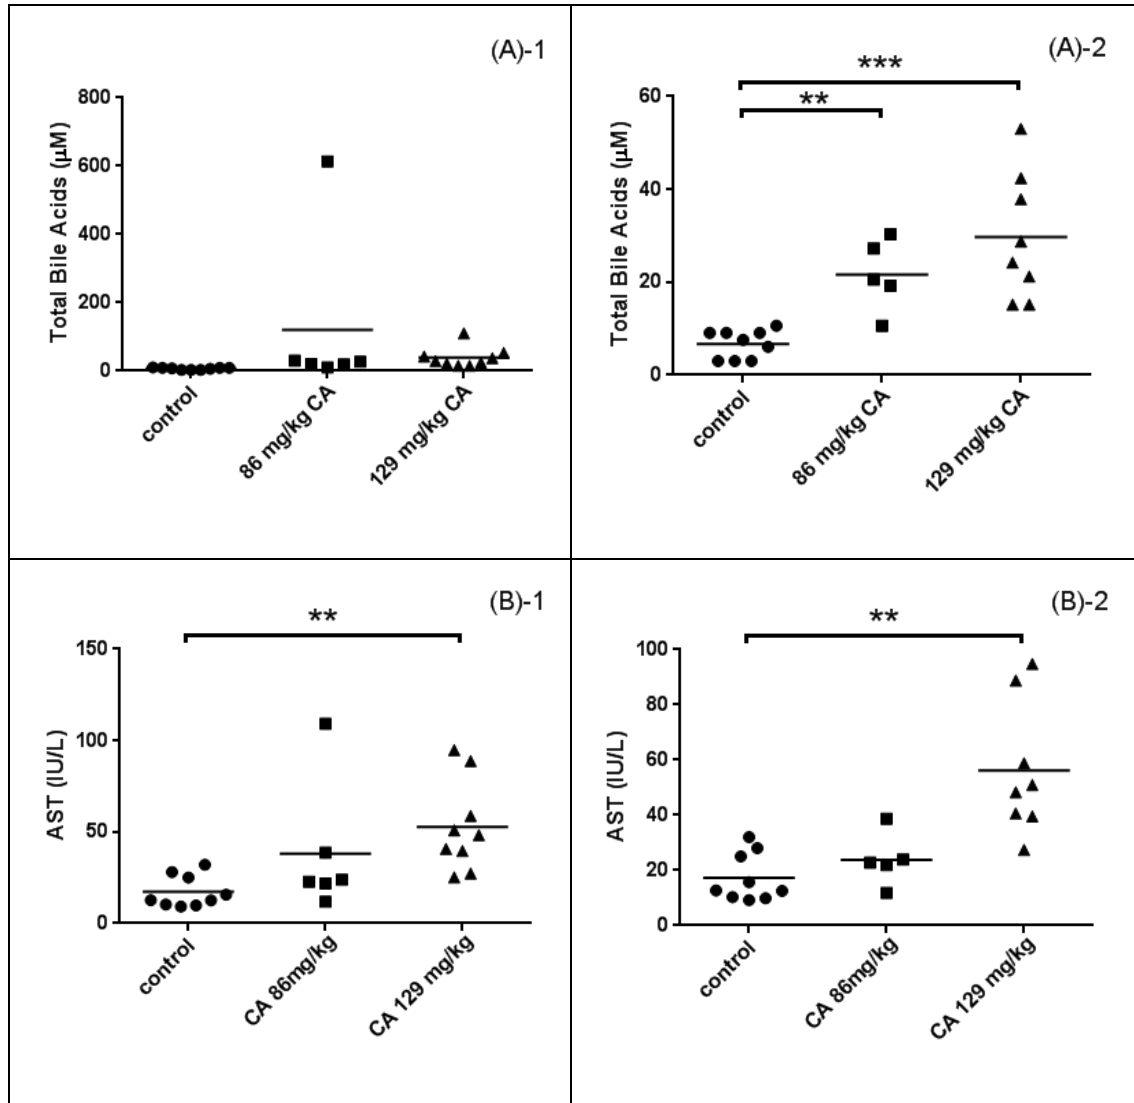 (A)-1
800
600
400
200
0
Total Bile Acids (µM)
control
86 mg/kg CA
129 mg/kg CA
(A)-2
***
**
60
40
20
0
Total Bile Acids (µM)
control
86 mg/kg CA
129 mg/kg CA
(B)-1
**
150
100
50
0
AST (IU/L)
control
CA 86mg/kg
CA 129 mg/kg
(B)-2
**
100
80
60
40
20
0
AST (IU/L)
control
CA 86mg/kg
CA 129 mg/kg